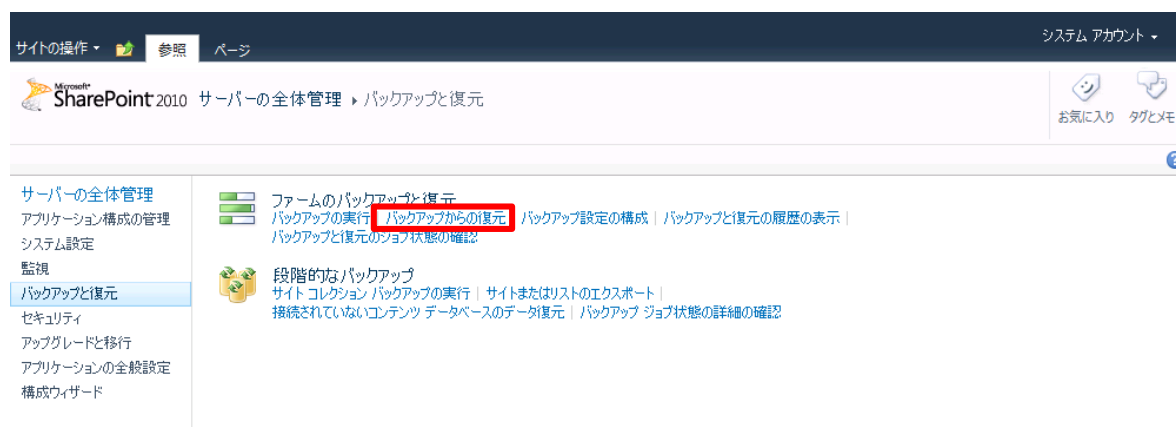 システム アカウント
サイトの操作 参照 ページ
Microsoft
SharePoint 2010 サーバーの全体管理 バックアップと復元
お気に入り タグとメモ
サーバーの全体管理
アプリケーション構成の管理
システム設定
監視
バックアップと復元
セキュリティ
アップグレードと移行
アプリケーションの全般設定
構成ウィザード
ファームのバックアップと復元
バックアップの実行 | バックアップからの復元 | バックアップ設定の構成 | バックアップと復元の履歴の表示 |
バックアップと復元のジョブ状態の確認
段階的なバックアップ
サイト コレクション バックアップの実行 | サイトまたはリストのエクスポート |
接続されていないコンテンツ データベースのデータ復元 | バックアップ ジョブ状態の詳細の確認